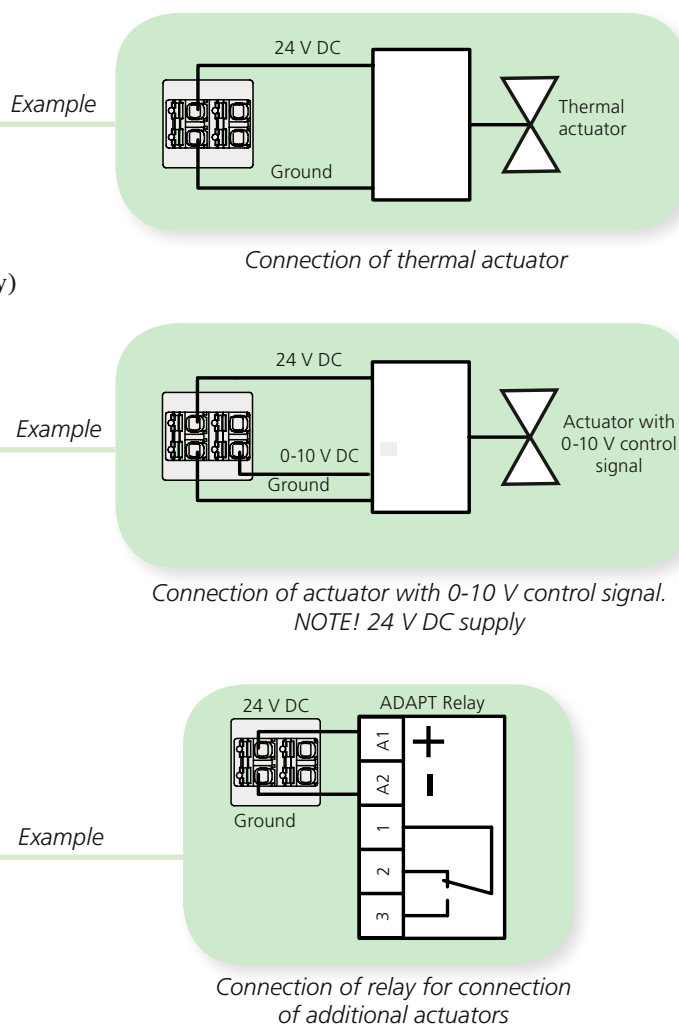 24 V DC
Example
Thermal
actuator
Ground
Connection of thermal actuator
y)
24 V DC
Example
Actuator with
0-10 V control
signal
0-10 V DC
Ground
Connection of actuator with 0-10 V control signal.
NOTE! 24 V DC supply
24 V DC
ADAPT Relay
A1
+
A2
-
Ground
1
Example
2
3
Connection of relay for connection
of additional actuators